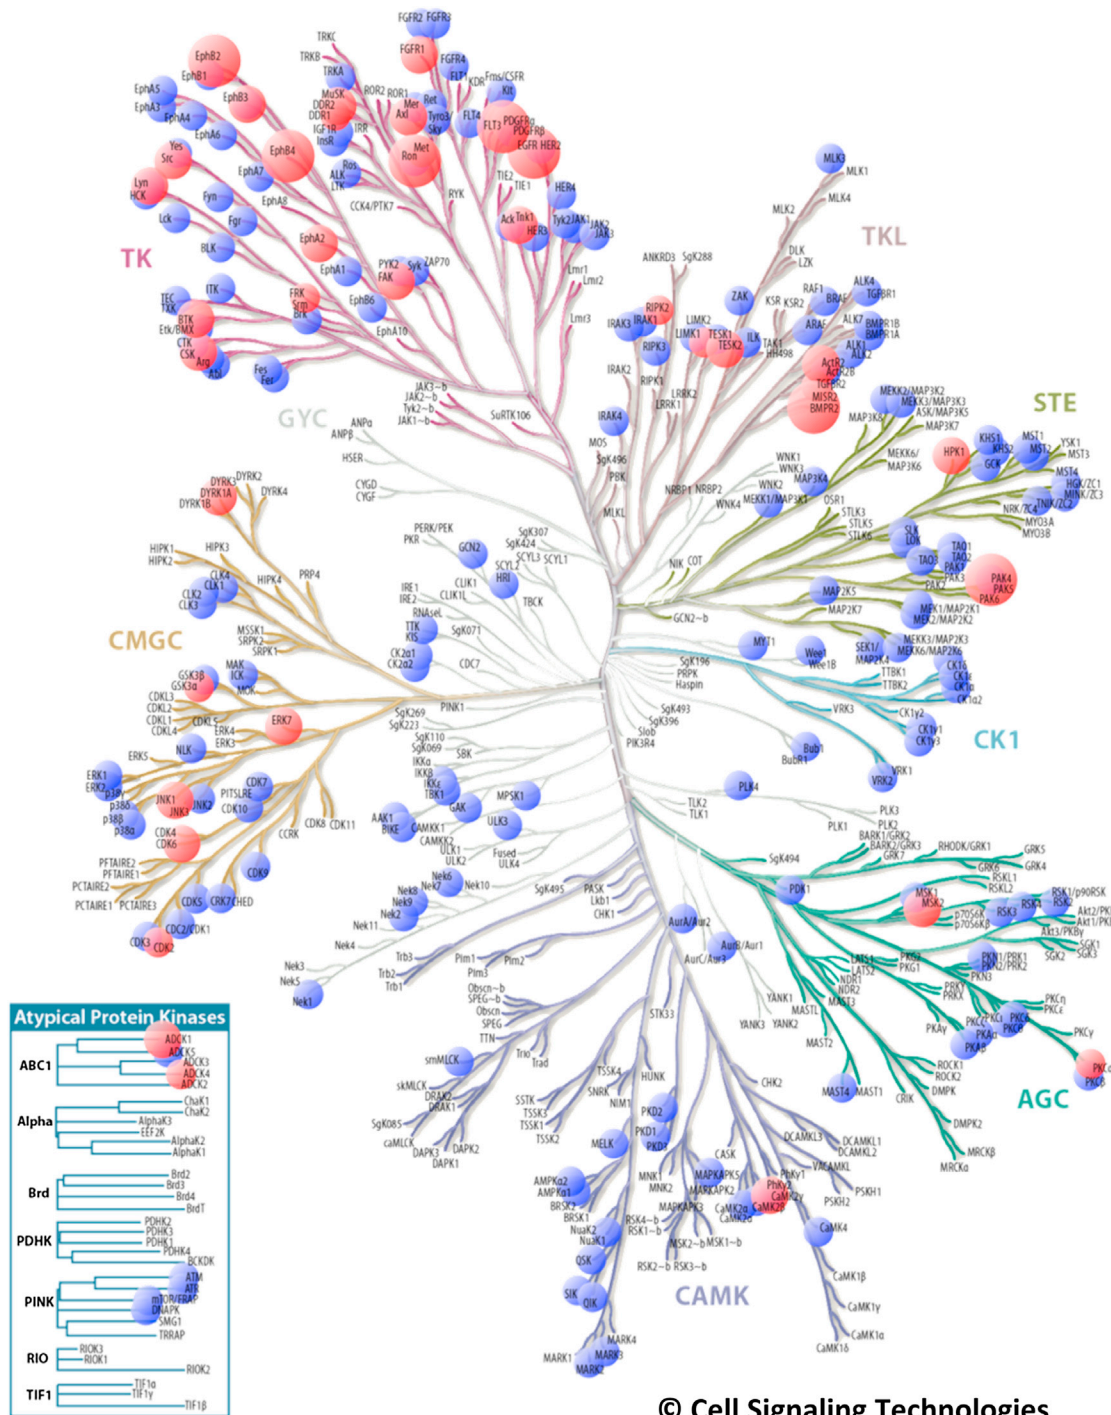 FGFR2 FGFR3
TRKC
EphB2
FGFR1
TRKB
EphB1
FGFR4
TRKA
FLT1
Fms/CSFR
EphA5
KDR
Kit
EphA3
EphB3
MuSK
ROR2
ROR1
Mer
Ret
DDR2
Axl
Tyro3/
EphA4
DDR1
Sky
FLT4
PDGFRα
IGF1R
IRR
FLT3
PDGFRβ
EphA6
InsR
Met
EGFR HER2
Yes
EphB4
Ron
Src
Ros
MLK3
EphA7
ALK
TIE2
MLK1
Lyn
LTK
TIE1
HER4
HCK
Fyn
EphA8
CCK4/PTK7
RYK
MLK4
Lck
Fgr
Ack
Tnk1
Tyk2
JAK1
JAK2
MLK2
HER3
JAK3
TKL
BLK
EphA2
DLK
TK
PYK2
Syk
ZAP70
LZK
EphA1
FAK
Lmr1
ANKRD3
SgK288
Lmr2
ITK
FRK
RAF1
ALK4
TEC
Srm
EphB6
ZAK
KSR
KSR2
BRAF
TGFβR1
TXK
Brk
Lmr3
RIPK2
BTK
IRAK3
IRAK1
LIMK2
ARAF
ALK7
BMPR1B
Etk/BMX
EphA10
LIMK1
TESK1
ILK
TAK1
BMPR1A
CTK
RIPK3
TESK2
HH498
ALK1
CSK
Arg
ALK2
Abl
Fes
ActR2
Fer
IRAK2
RIPK1
ActR2B
TGFβR2
JAK3~b
LRRK2
MISR2
MEKK2/MAP3K2
JAK2~b
LRRK1
BMPR2
MEKK3/MAP3K3
Tyk2~b
SuRTK106
IRAK4
MAP3K8
ASK/MAP3K5
STE
GYC
JAK1~b
MAP3K7
ANPα
MOS
WNK1
KHS1
MST1
ANPβ
SgK496
WNK3
MEKK6/
HPK1
KHS2
MST2
YSK1
HSER
PBK
WNK2
MAP3K4
MAP3K6
GCK
MST3
DYRK3
DYRK2
CYGD
NRBP1
NRBP2
MST4
DYRK1A
DYRK4
CYGF
WNK4
MEKK1/MAP3K1
HGK/ZC1
DYRK1B
MLKL
OSR1
TNIK/ZC2
MINK/ZC3
STLK3
NRK/ZC4
PERK/PEK
SgK307
STLK5
MYO3A
HIPK1
HIPK3
PKR
GCN2
SgK424
STLK6
SLK
MYO3B
HIPK2
SCYL3
SCYL1
NIK
COT
LOK
TAO1
CLK4
SCYL2
TAO3
TAO2
CLK1
HIPK4
PRP4
CLIK1
HRI
PAK1
CLK2
IRE1
CLIK1L
TBCK
PAK3
PAK4
CLK3
IRE2
MAP2K5
PAK2
PAK5
RNAseL
PAK6
MSSK1
TTK
SgK071
GCN2~b
MAP2K7
MEK1/MAP2K1
CMGC
SRPK2
KIS
MEK2/MAP2K2
SRPK1
CK2α1
MYT1
Wee1
SEK1/
MEKK3/MAP2K3
CK2α2
CDC7
SgK196
Wee1B
MAP2K4
MEKK6/MAP2K6
MAK
PRPK
TTBK1
CK1δ
GSK3β
ICK
Haspin
TTBK2
CK1ε
GSK3α
MOK
CK1α
CDKL3
PINK1
SgK493
CK1α2
CDKL2
SgK269
SgK396
VRK3
CK1γ2
CDKL1
CDKL5
ERK7
SgK223
Slob
CK1γ1
CK1
CDKL4
ERK4
SgK110
PIK3R4
Bub1
CK1γ3
ERK3
SgK069
SBK
BubR1
ERK5
NLK
IKKα
VRK1
ERK1
CDK7
IKKβ
VRK2
ERK2
p38γ
PITSLRE
IKKε
PLK4
p38δ
JNK1
JNK2
TBK1
MPSK1
p38β
JNK3
CDK10
GAK
TLK2
PLK3
p38α
AAK1
TLK1
CDK4
CCRK
CDK8
CDK11
BIKE
CAMKK1
ULK3
PLK1
PLK2
CDK6
CAMKK2
BARK1/GRK2
PFTAIRE2
ULK1
Fused
BARK2/GRK3
RHODK/GRK1
GRK5
PFTAIRE1
CDK9
ULK2
ULK4
SgK494
GRK7
GRK6
GRK4
PCTAIRE2
Nek6
RSKL1
PCTAIRE1
PCTAIRE3
CDK5
CRK7
CHED
Nek8
Nek7
Nek10
SgK495
PASK
PDK1
MSK1
RSKL2
RSK1/p90RSK
Nek9
Lkb1
MSK2
RSK4
RSK2
CDC2/CDK1
Nek2
CHK1
p70S6K
RSK3
CDK3
CDK2
Nek11
AurA/Aur2
p70S6Kβ
Akt3/PKBγ
Nek4
AurB/Aur1
SGK1
Trb3
Pim1
Pim2
AurC/Aur3
LATS1
PKG2
PKN1/PRK1
SGK2
SGK3
Nek3
Trb2
Pim3
LATS2
PKG1
PKN2/PRK2
Nek5
Trb1
NDR1
PKN3
Nek1
Obscn~b
YANK1
NDR2
PRKY
SPEG~b
MAST3
PRKX
PKCη
Obscn
STK33
MASTL
PKCε
Atypical Protein Kinases
SPEG
YANK3
YANK2
PKAγ
PKCζ
PKCι
PKCδ
TTN
MAST2
PKAα
PKCθ
PKCγ
ADCK1
Trio
PKAβ
ABC1
ADCK5
smMLCK
Trad
ROCK1
ADCK3
TSSK4
HUNK
CHK2
ROCK2
ADCK4
skMLCK
SNRK
MAST4
MAST1
DMPK
PKCβ
ADCK2
DRAK2
SSTK
NIM1
CRIK
AGC
DRAK1
TSSK3
PKD2
ChaK1
TSSK1
DMPK2
ChaK2
SgK085
TSSK2
PKD1
DCAMKL3
DCAMKL1
Alpha
AlphaK3
caMLCK
DAPK2
MELK
PKD3
CASK
DCAMKL2
MRCKβ
EEF2K
DAPK3
VACAMKL
MRCKα
AlphaK2
DAPK1
MNK1
MAPKAPK5
PhKγ1
AlphaK1
AMPKα2
MNK2
MAPKAPK2
PhKγ2
PSKH1
AMPKα1
CaMK2γ
PSKH2
Brd2
BRSK2
MAPKAPK3
CaMK2α
CaMK2β
Brd3
BRSK1
RSK4~b
CaMK2δ
CaMK4
Brd
Brd4
NuaK2
RSK1~b
BrdT
NuaK1
MSK2~b
MSK1~b
PDHK2
QSK
RSK2~b
RSK3~b
CaMK1β
PDHK3
PDHK
PDHK1
SIK
QIK
CAMK
CaMK1γ
PDHK4
BCKDK
MARK4
CaMK1α
ATM
MARK1
MARK3
CaMK1δ
ATR
MARK2
PINK
mTOR/FRAP
DNAPK
SMG1
TRRAP
RIOK3
RIO
RIOK1
RIOK2
TIF1α
TIF1
TIF1γ
TIF1β
© Cell Signaling Technologies